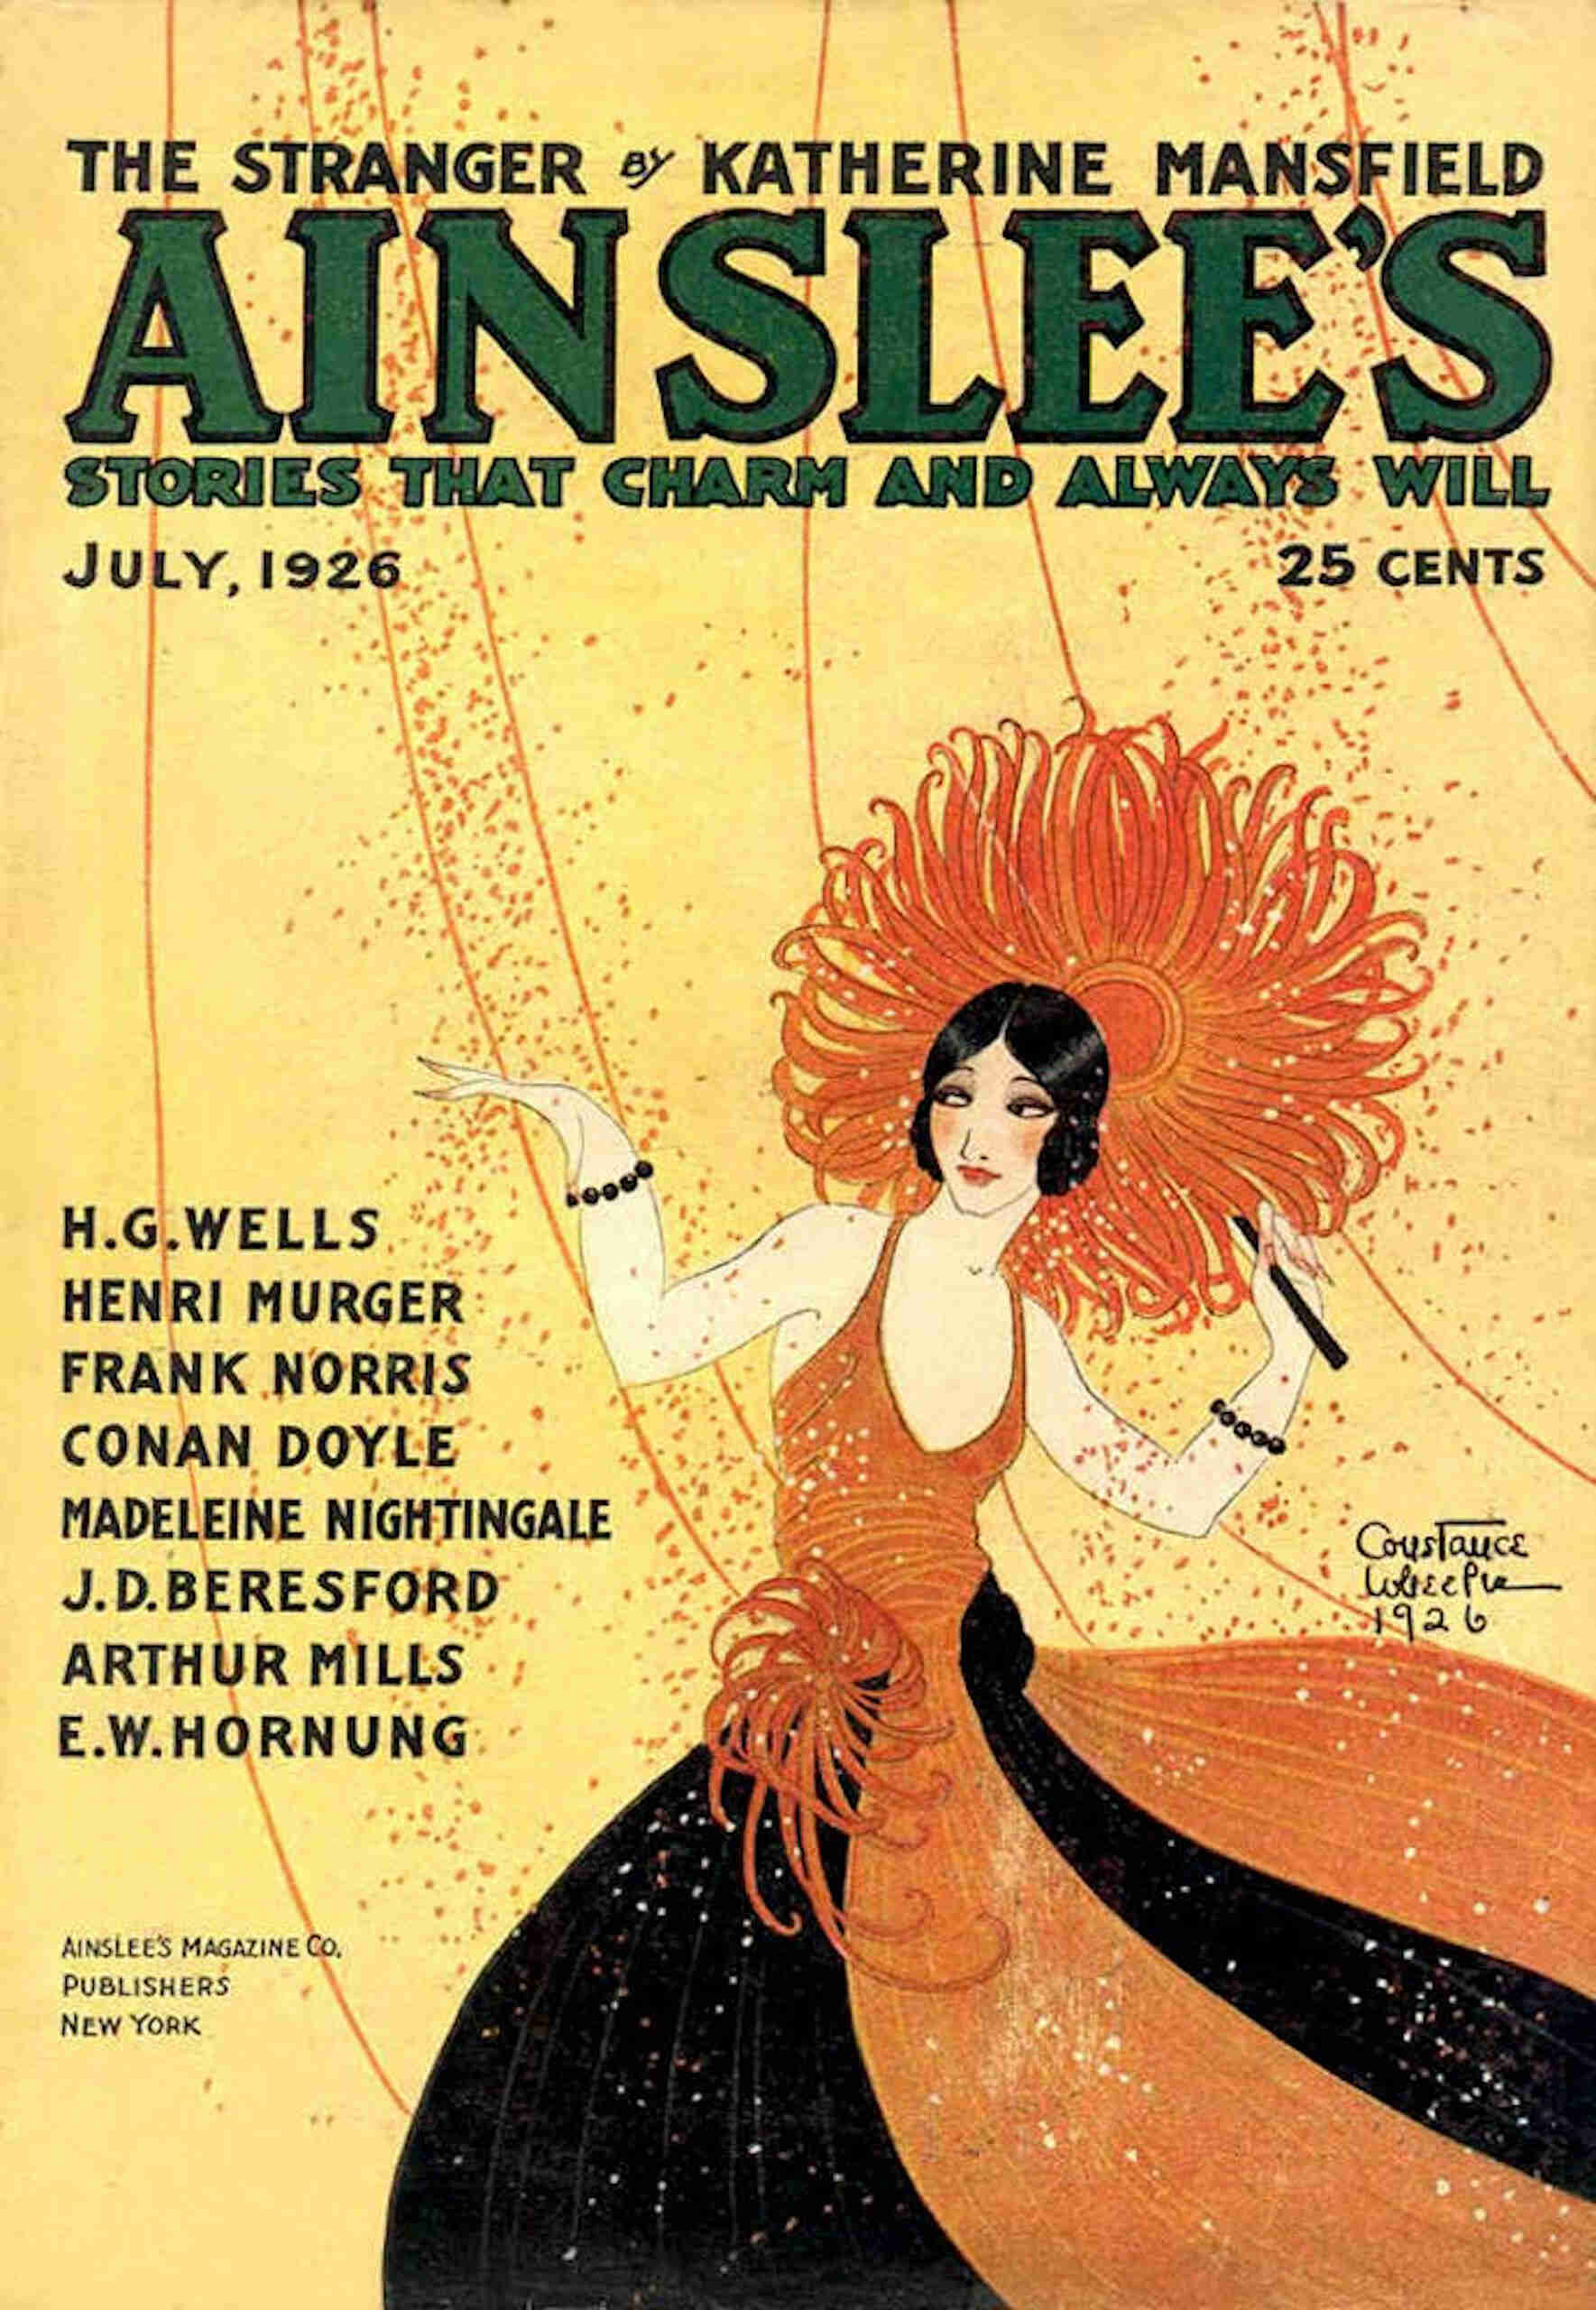 THE STRANGER BY KATHERINE MANSFIELD
AINSLEE'S
STORIES THAT CHARM AND ALWAYS WILL
JULY, 1926
25 CENTS
H.G.WELLS
HENRI MURGER
FRANK NORRIS
CONAN DOYLE
MADELEINE NIGHTINGALE
J.D.BERESFORD
ARTHUR MILLS
E.W.HORNUNG
Constance
Wheeler
1926
AINSLEE'S MAGAZINE CO.
PUBLISHERS
NEW YORK